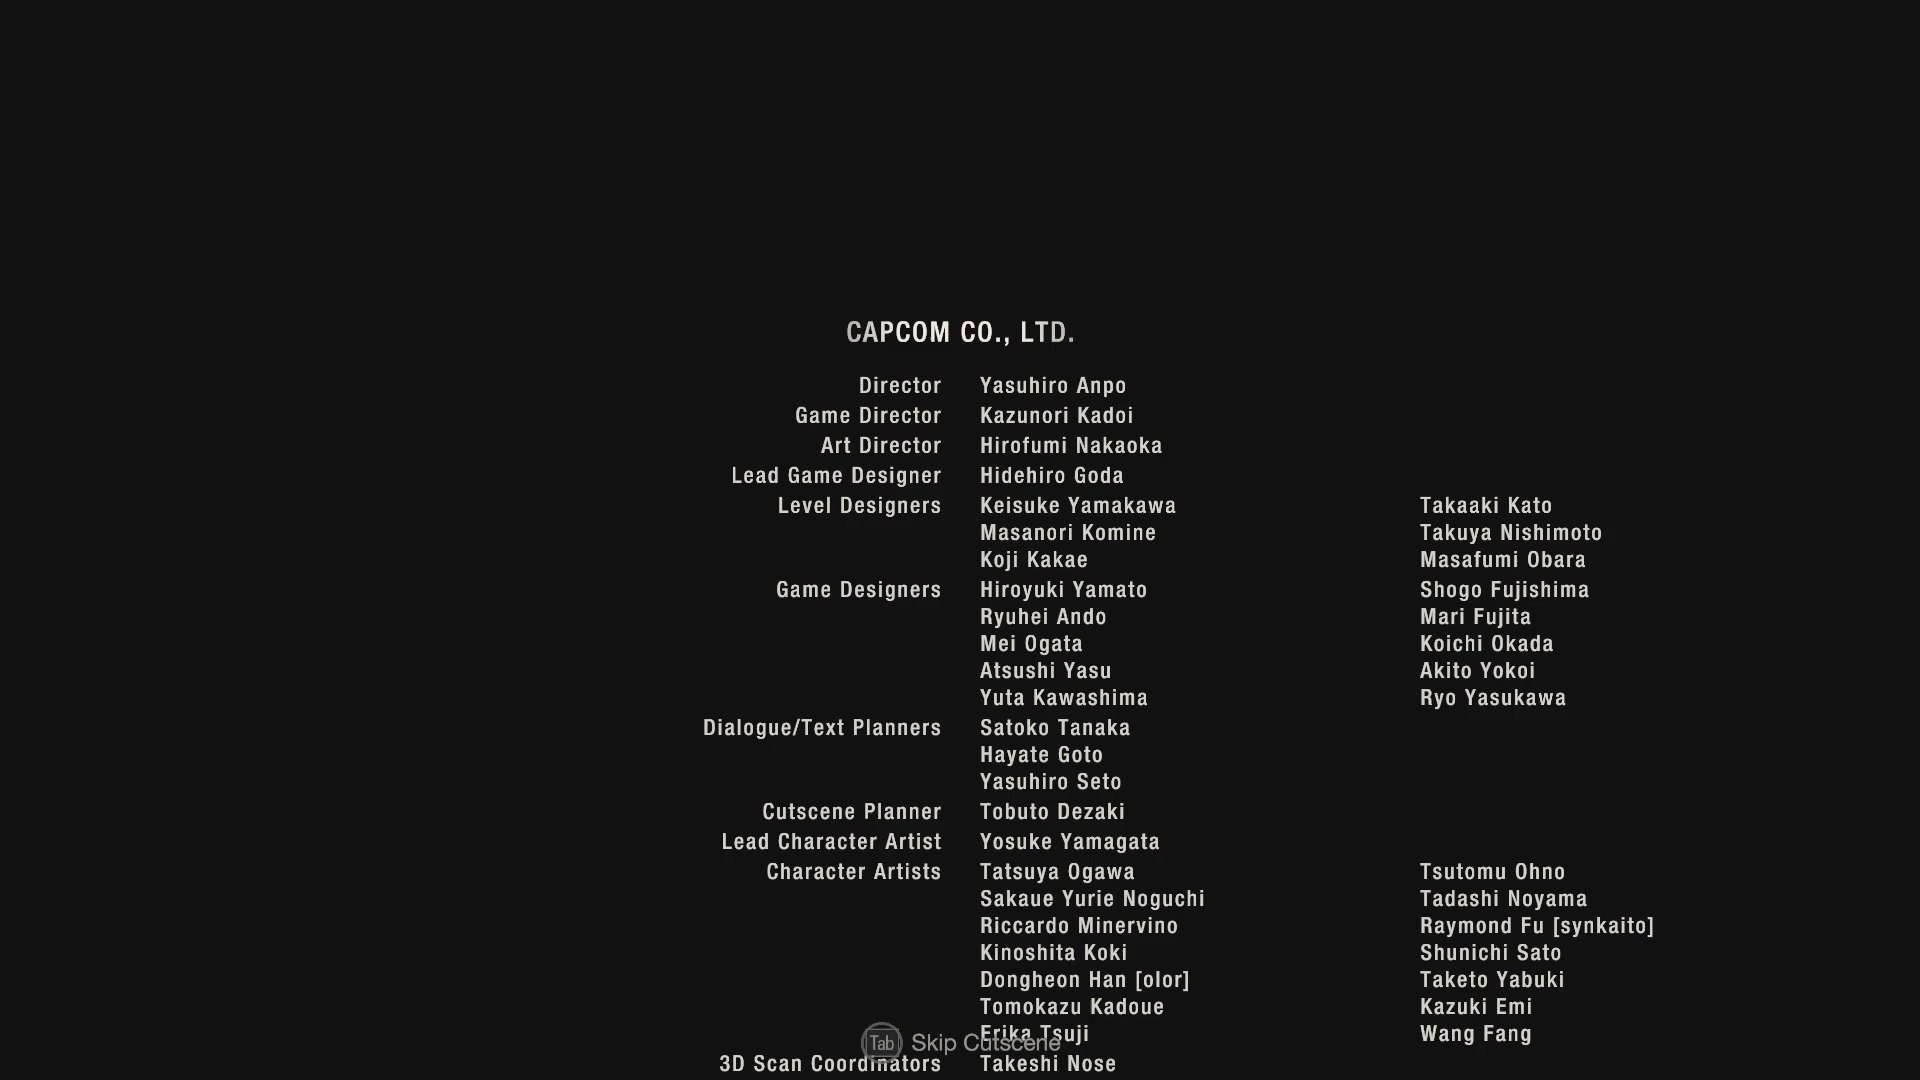 CAPCOM CO., LTD.
Director Yasuhiro Anpo
Game Director Kazunori Kadoi
Art Director Hirofumi Nakaoka
Lead Game Designer Hidehiro Goda
Level Designers Keisuke Yamakawa Takaaki Kato
Masanori Komine Takuya Nishimoto
Koji Kakae Masafumi Obara
Game Designers Hiroyuki Yamato Shogo Fujishima
Ryuhei Ando Mari Fujita
Mei Ogata Koichi Okada
Atsushi Yasu Akito Yokoi
Yuta Kawashima Ryo Yasukawa
Dialogue/Text Planners Satoko Tanaka
Hayate Goto
Yasuhiro Seto
Cutscene Planner Tobuto Dezaki
Lead Character Artist Yosuke Yamagata
Character Artists Tatsuya Ogawa Tsutomu Ohno
Sakaue Yurie Noguchi Tadashi Noyama
Riccardo Minervino Raymond Fu [synkaito]
Kinoshita Koki Shunichi Sato
Dongheon Han [olor] Taketo Yabuki
Tomokazu Kadoue Kazuki Emi
Erika Tsuji Wang Fang
Tab Skip Cutscene
3D Scan Coordinators Takeshi Nose